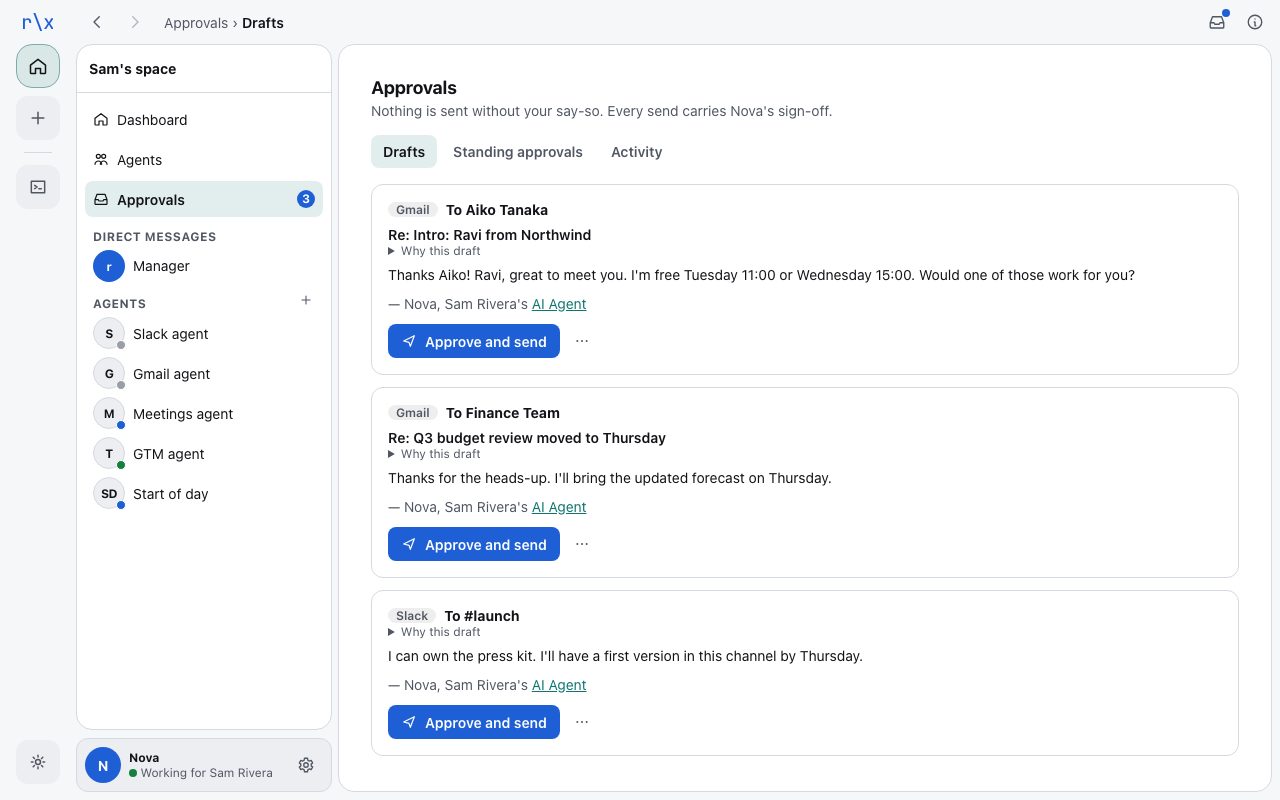 r\x
Approvals › Drafts
Sam's space
Dashboard
Agents
Approvals 3
DIRECT MESSAGES
r Manager
AGENTS
S Slack agent
G Gmail agent
M Meetings agent
T GTM agent
SD Start of day
N Nova
Working for Sam Rivera
Approvals
Nothing is sent without your say-so. Every send carries Nova's sign-off.
Drafts Standing approvals Activity
Gmail To Aiko Tanaka
Re: Intro: Ravi from Northwind
Why this draft
Thanks Aiko! Ravi, great to meet you. I'm free Tuesday 11:00 or Wednesday 15:00. Would one of those work for you?
— Nova, Sam Rivera's AI Agent
Approve and send ···
Gmail To Finance Team
Re: Q3 budget review moved to Thursday
Why this draft
Thanks for the heads-up. I'll bring the updated forecast on Thursday.
— Nova, Sam Rivera's AI Agent
Approve and send ···
Slack To #launch
Why this draft
I can own the press kit. I'll have a first version in this channel by Thursday.
— Nova, Sam Rivera's AI Agent
Approve and send ···